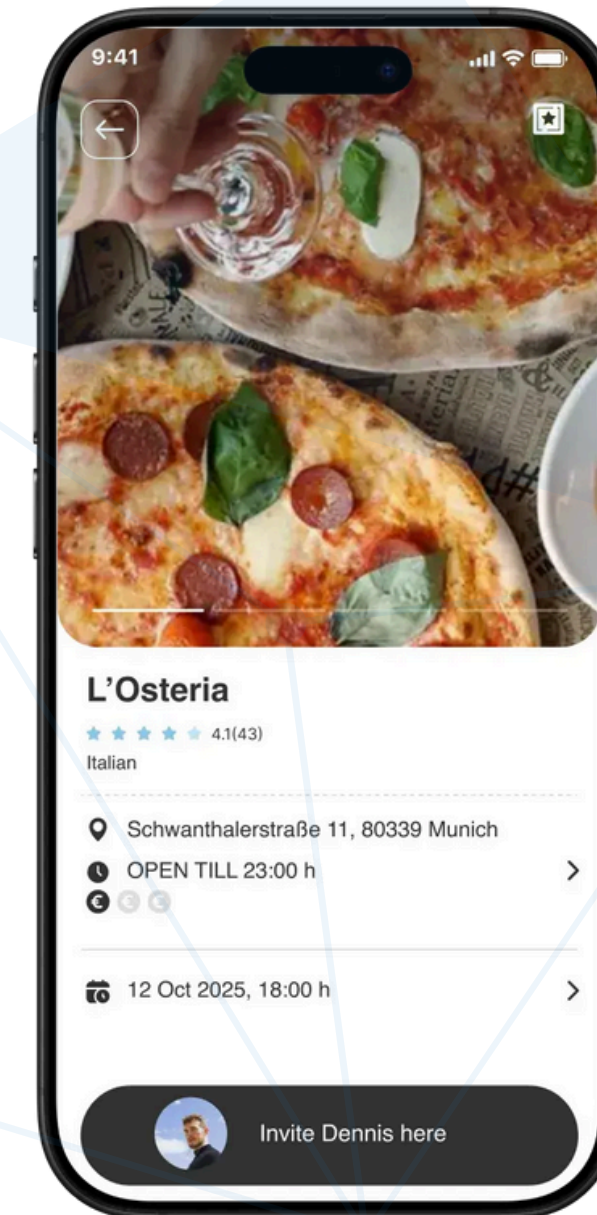 9:41
L’Osteria
4.1(43)
Italian
Schwanthalerstraße 11, 80339 Munich
OPEN TILL 23:00 h
12 Oct 2025, 18:00 h
Invite Dennis here